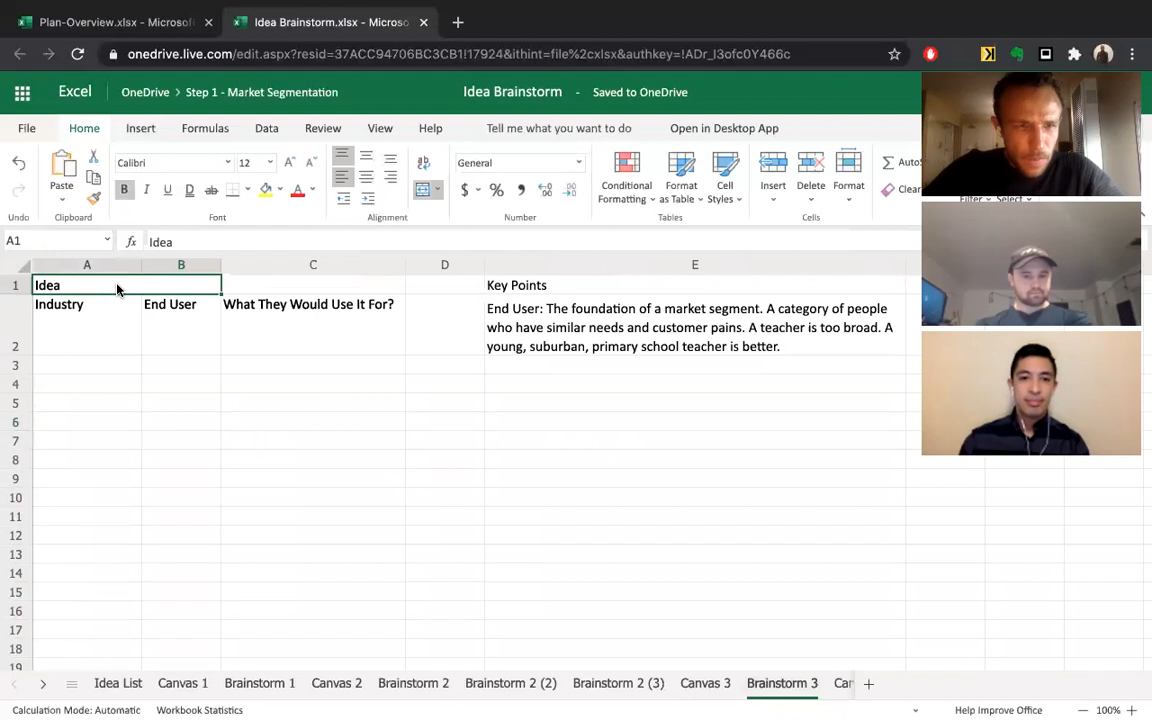 Plan-Overview.xlsx - Microsoft
Idea Brainstorm.xlsx - Microso
onedrive.live.com/edit.aspx?resid=37ACC94706BC3CB1!17924&ithint=file%2cxlsx&authkey=!ADr_I3ofc0Y466c
Excel
OneDrive > Step 1 - Market Segmentation
Idea Brainstorm - Saved to OneDrive
File
Home
Insert
Formulas
Data
Review
View
Help
Tell me what you want to do
Open in Desktop App
Calibri
12
General
Paste
Conditional Formatting
Format as Table
Cell Styles
Insert
Delete
Format
AutoS
Clear
Filter
Select
Undo
Clipboard
Font
Alignment
Number
Tables
Cells
A1
fx
Idea
A B C D E
1 Idea Key Points
Industry End User What They Would Use It For? End User: The foundation of a market segment. A category of people
who have similar needs and customer pains. A teacher is too broad. A
2 young, suburban, primary school teacher is better.
3
4
5
6
7
8
9
10
11
12
13
14
15
16
17
18
19
Idea List
Canvas 1
Brainstorm 1
Canvas 2
Brainstorm 2
Brainstorm 2 (2)
Brainstorm 2 (3)
Canvas 3
Brainstorm 3
Car
Calculation Mode: Automatic
Workbook Statistics
Help Improve Office
100%